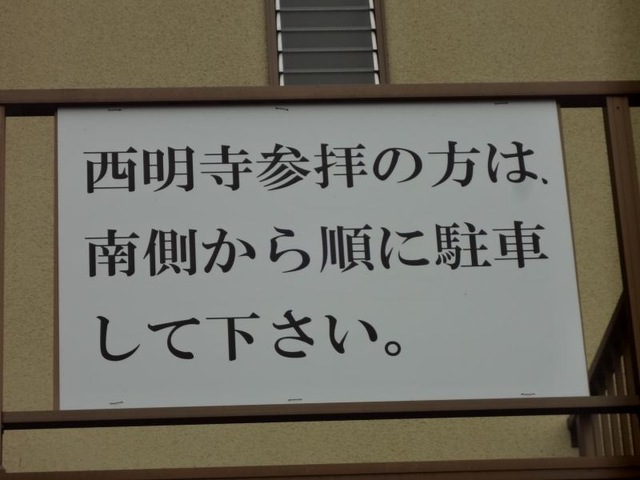 西明寺参拝の方は、
南側から順に駐車
して下さい。